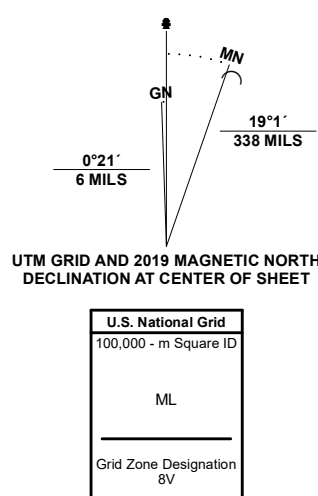 MN
GN
19°1´
338 MILS
0°21´
6 MILS
UTM GRID AND 2019 MAGNETIC NORTH
DECLINATION AT CENTER OF SHEET
U.S. National Grid
100,000 - m Square ID
ML
Grid Zone Designation
8V